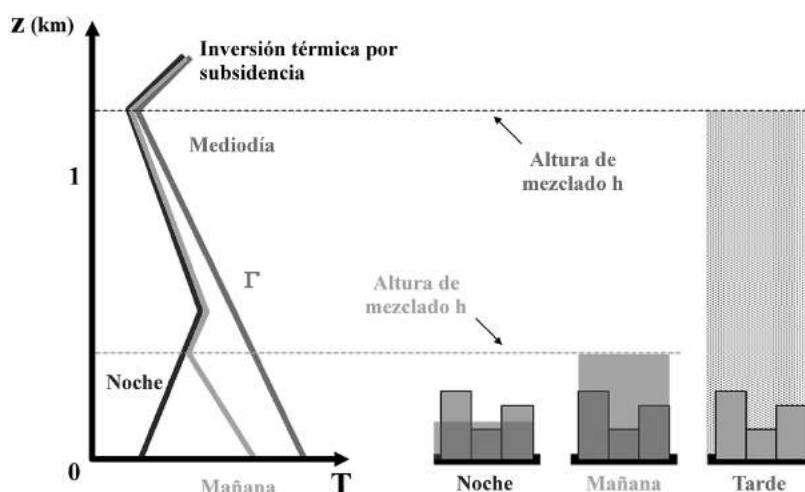 z (km)
Inversión térmica por
subsidencia
Mediodía
Altura de
mezclado h
1
Γ
Altura de
mezclado h
Noche
0
Mañana
T
Noche
Mañana
Tarde